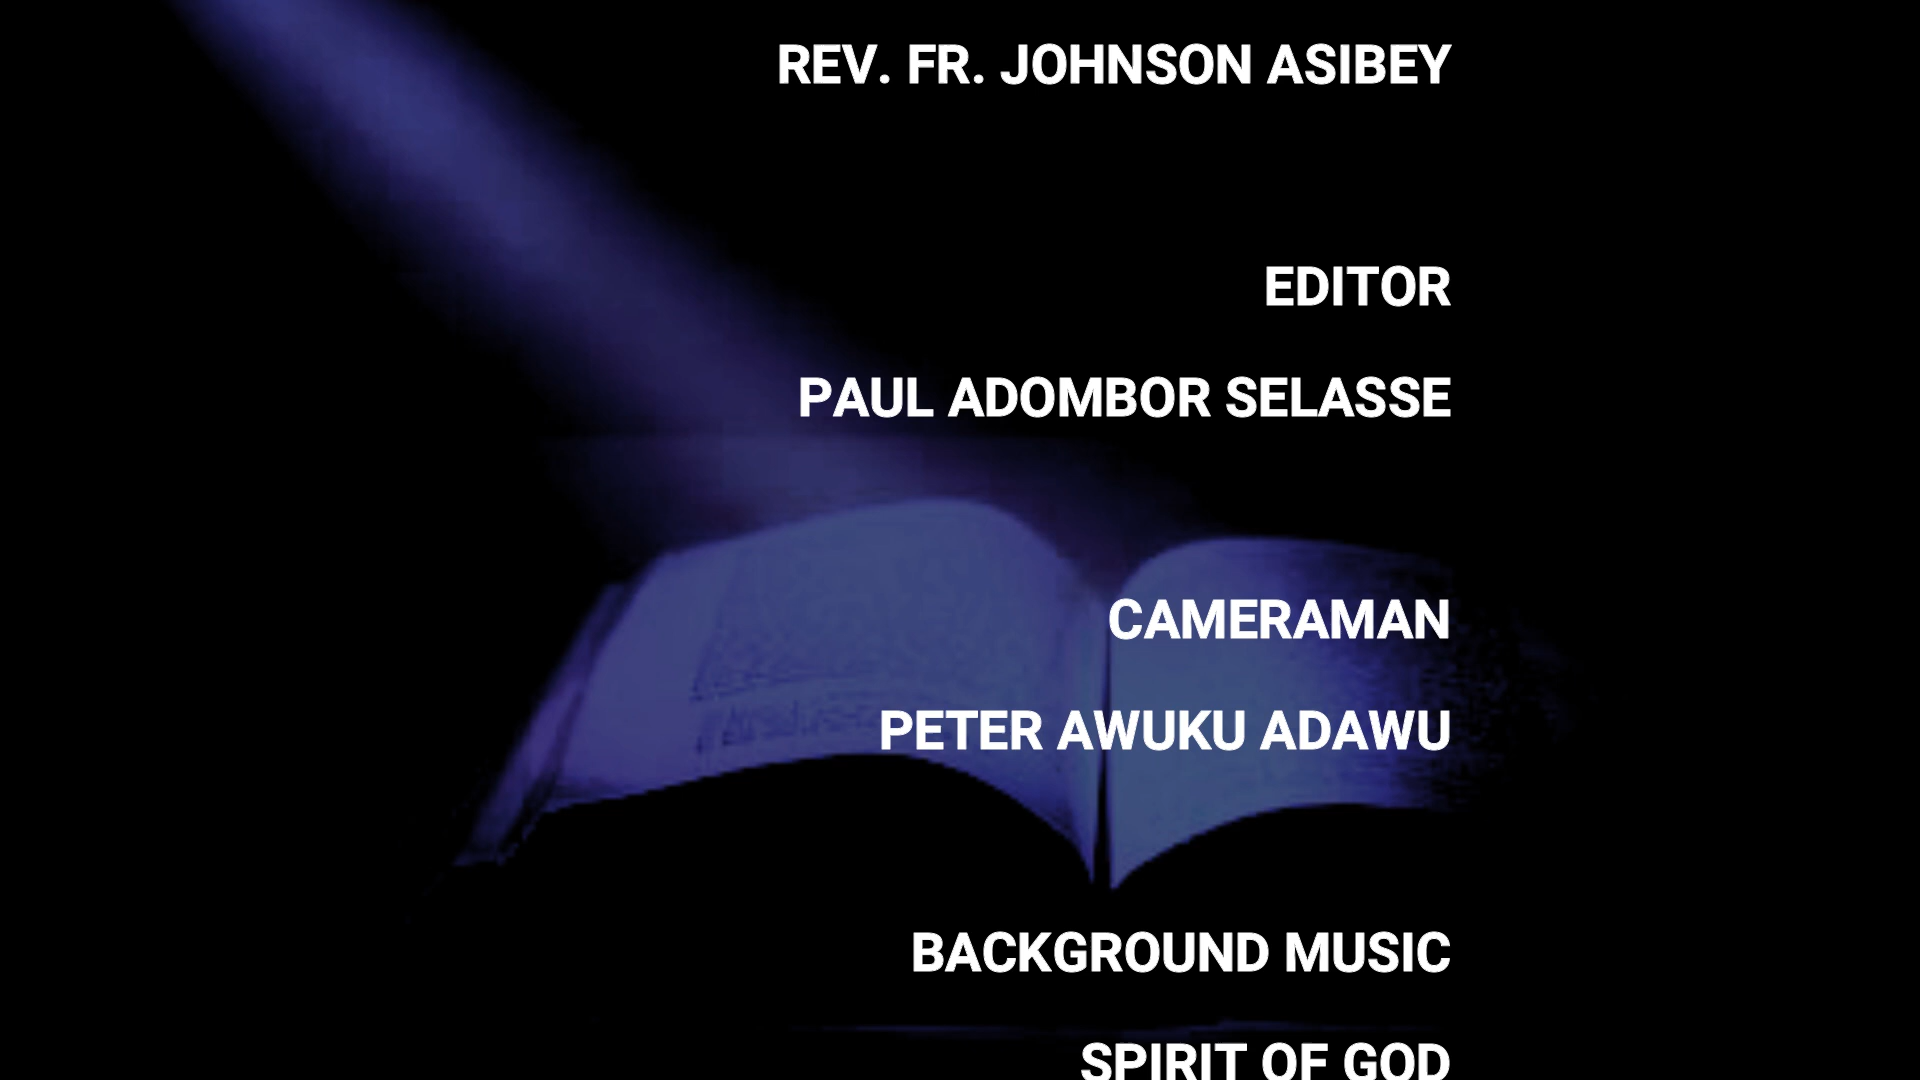 REV. FR. JOHNSON ASIBEY
EDITOR
PAUL ADOMBOR SELASSE
CAMERAMAN
PETER AWUKU ADAWU
BACKGROUND MUSIC
SPIRIT OF GOD